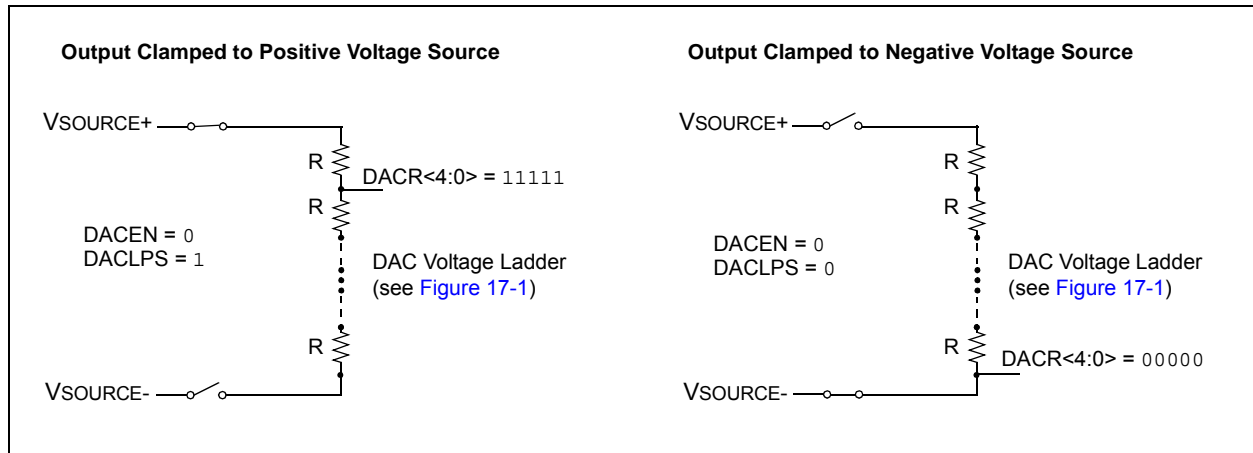 Output Clamped to Positive Voltage Source
VSOURCE+
R
DACR<4:0> = 11111
R
DACEN = 0
DACLPS = 1
DAC Voltage Ladder
(see Figure 17-1)
R
VSOURCE-
Output Clamped to Negative Voltage Source
VSOURCE+
R
R
DACEN = 0
DACLPS = 0
DAC Voltage Ladder
(see Figure 17-1)
R
DACR<4:0> = 00000
VSOURCE-